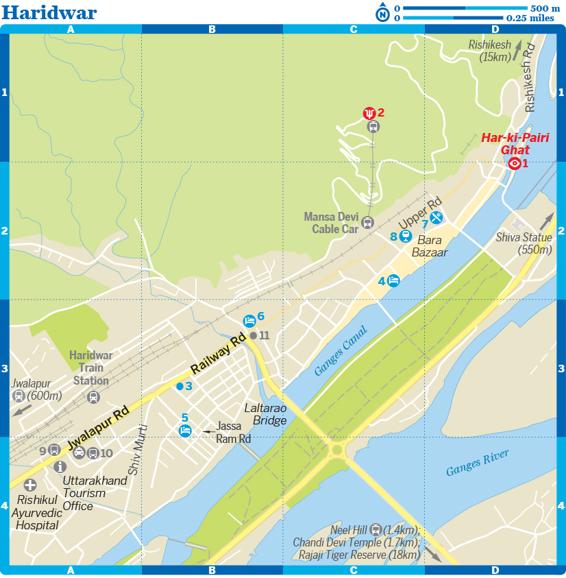 Haridwar
N
0 500 m
0 0.25 miles
A B C D
1 1
Rishikesh
(15km)
Rishikesh Rd
2
Har-ki-Pairi
Ghat
1
Mansa Devi
Cable Car
Upper Rd
7
8
Bara
Bazaar
2 2
Shiva Statue
(550m)
4
6
11
Railway Rd
Ganges Canal
3 3
Haridwar
Train
Station
Jwalapur
(600m)
3
Jwalapur Rd
Laltarao
Bridge
5
Jassa
Ram Rd
Shiv Murti
9
10
Uttarakhand
Tourism
Office
Rishikul
Ayurvedic
Hospital
Ganges River
4 4
Neel Hill (1.4km);
Chandi Devi Temple (1.7km);
Rajaji Tiger Reserve (18km)
A B C D